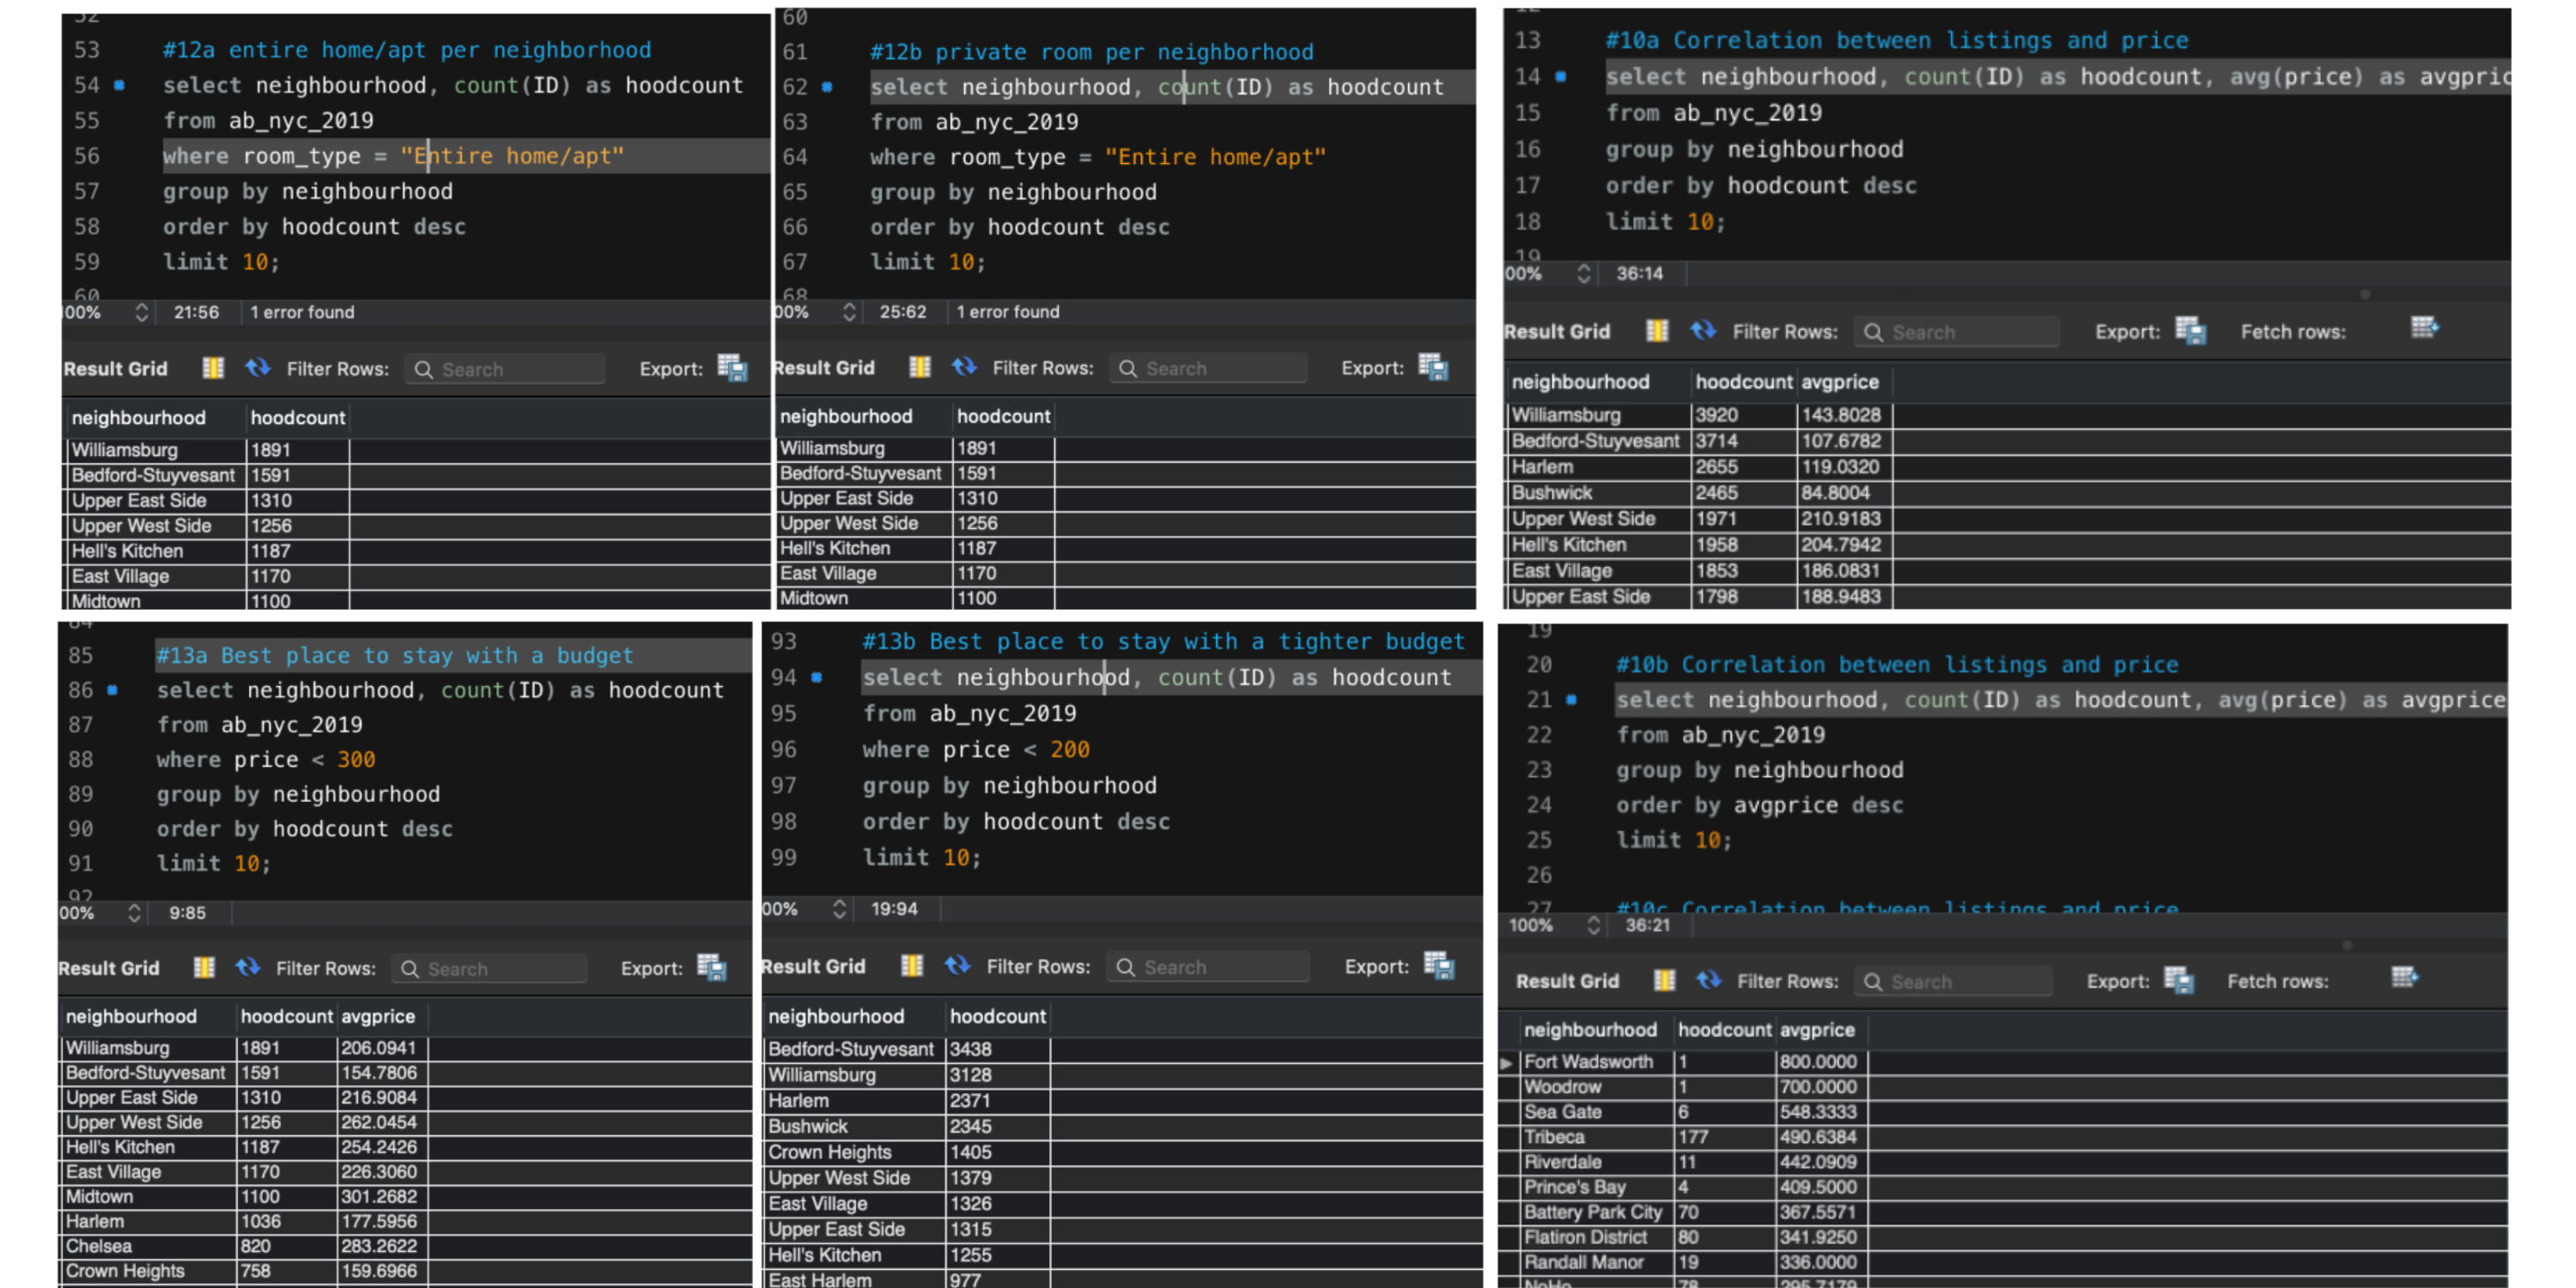 52
53 #12a entire home/apt per neighborhood
54 select neighbourhood, count(ID) as hoodcount
55 from ab_nyc_2019
56 where room_type = "Entire home/apt"
57 group by neighbourhood
58 order by hoodcount desc
59 limit 10;
60
00% 21:56 1 error found
Result Grid Filter Rows: Search Export:
neighbourhood hoodcount
Williamsburg 1891
Bedford-Stuyvesant 1591
Upper East Side 1310
Upper West Side 1256
Hell's Kitchen 1187
East Village 1170
Midtown 1100
60
61 #12b private room per neighborhood
62 select neighbourhood, count(ID) as hoodcount
63 from ab_nyc_2019
64 where room_type = "Entire home/apt"
65 group by neighbourhood
66 order by hoodcount desc
67 limit 10;
68
00% 25:62 1 error found
Result Grid Filter Rows: Search Export:
neighbourhood hoodcount
Williamsburg 1891
Bedford-Stuyvesant 1591
Upper East Side 1310
Upper West Side 1256
Hell's Kitchen 1187
East Village 1170
Midtown 1100
13 #10a Correlation between listings and price
14 select neighbourhood, count(ID) as hoodcount, avg(price) as avgpric
15 from ab_nyc_2019
16 group by neighbourhood
17 order by hoodcount desc
18 limit 10;
19
00% 36:14
Result Grid Filter Rows: Search Export: Fetch rows:
neighbourhood hoodcount avgprice
Williamsburg 3920 143.8028
Bedford-Stuyvesant 3714 107.6782
Harlem 2655 119.0320
Bushwick 2465 84.8004
Upper West Side 1971 210.9183
Hell's Kitchen 1958 204.7942
East Village 1853 186.0831
Upper East Side 1798 188.9483
85 #13a Best place to stay with a budget
86 select neighbourhood, count(ID) as hoodcount
87 from ab_nyc_2019
88 where price < 300
89 group by neighbourhood
90 order by hoodcount desc
91 limit 10;
92
00% 9:85
Result Grid Filter Rows: Search Export:
neighbourhood hoodcount avgprice
Williamsburg 1891 206.0941
Bedford-Stuyvesant 1591 154.7806
Upper East Side 1310 216.9084
Upper West Side 1256 262.0454
Hell's Kitchen 1187 254.2426
East Village 1170 226.3060
Midtown 1100 301.2682
Harlem 1036 177.5956
Chelsea 820 283.2622
Crown Heights 758 159.6966
93 #13b Best place to stay with a tighter budget
94 select neighbourhood, count(ID) as hoodcount
95 from ab_nyc_2019
96 where price < 200
97 group by neighbourhood
98 order by hoodcount desc
99 limit 10;
00% 19:94
Result Grid Filter Rows: Search Export:
neighbourhood hoodcount
Bedford-Stuyvesant 3438
Williamsburg 3128
Harlem 2371
Bushwick 2345
Crown Heights 1405
Upper West Side 1379
East Village 1326
Upper East Side 1315
Hell's Kitchen 1255
East Harlem 977
19
20 #10b Correlation between listings and price
21 select neighbourhood, count(ID) as hoodcount, avg(price) as avgprice
22 from ab_nyc_2019
23 group by neighbourhood
24 order by avgprice desc
25 limit 10;
26
27 #10c Correlation between listings and price
100% 36:21
Result Grid Filter Rows: Search Export: Fetch rows:
neighbourhood hoodcount avgprice
Fort Wadsworth 1 800.0000
Woodrow 1 700.0000
Sea Gate 6 548.3333
Tribeca 177 490.6384
Riverdale 11 442.0909
Prince's Bay 4 409.5000
Battery Park City 70 367.5571
Flatiron District 80 341.9250
Randall Manor 19 336.0000
NoHo 78 295.7179